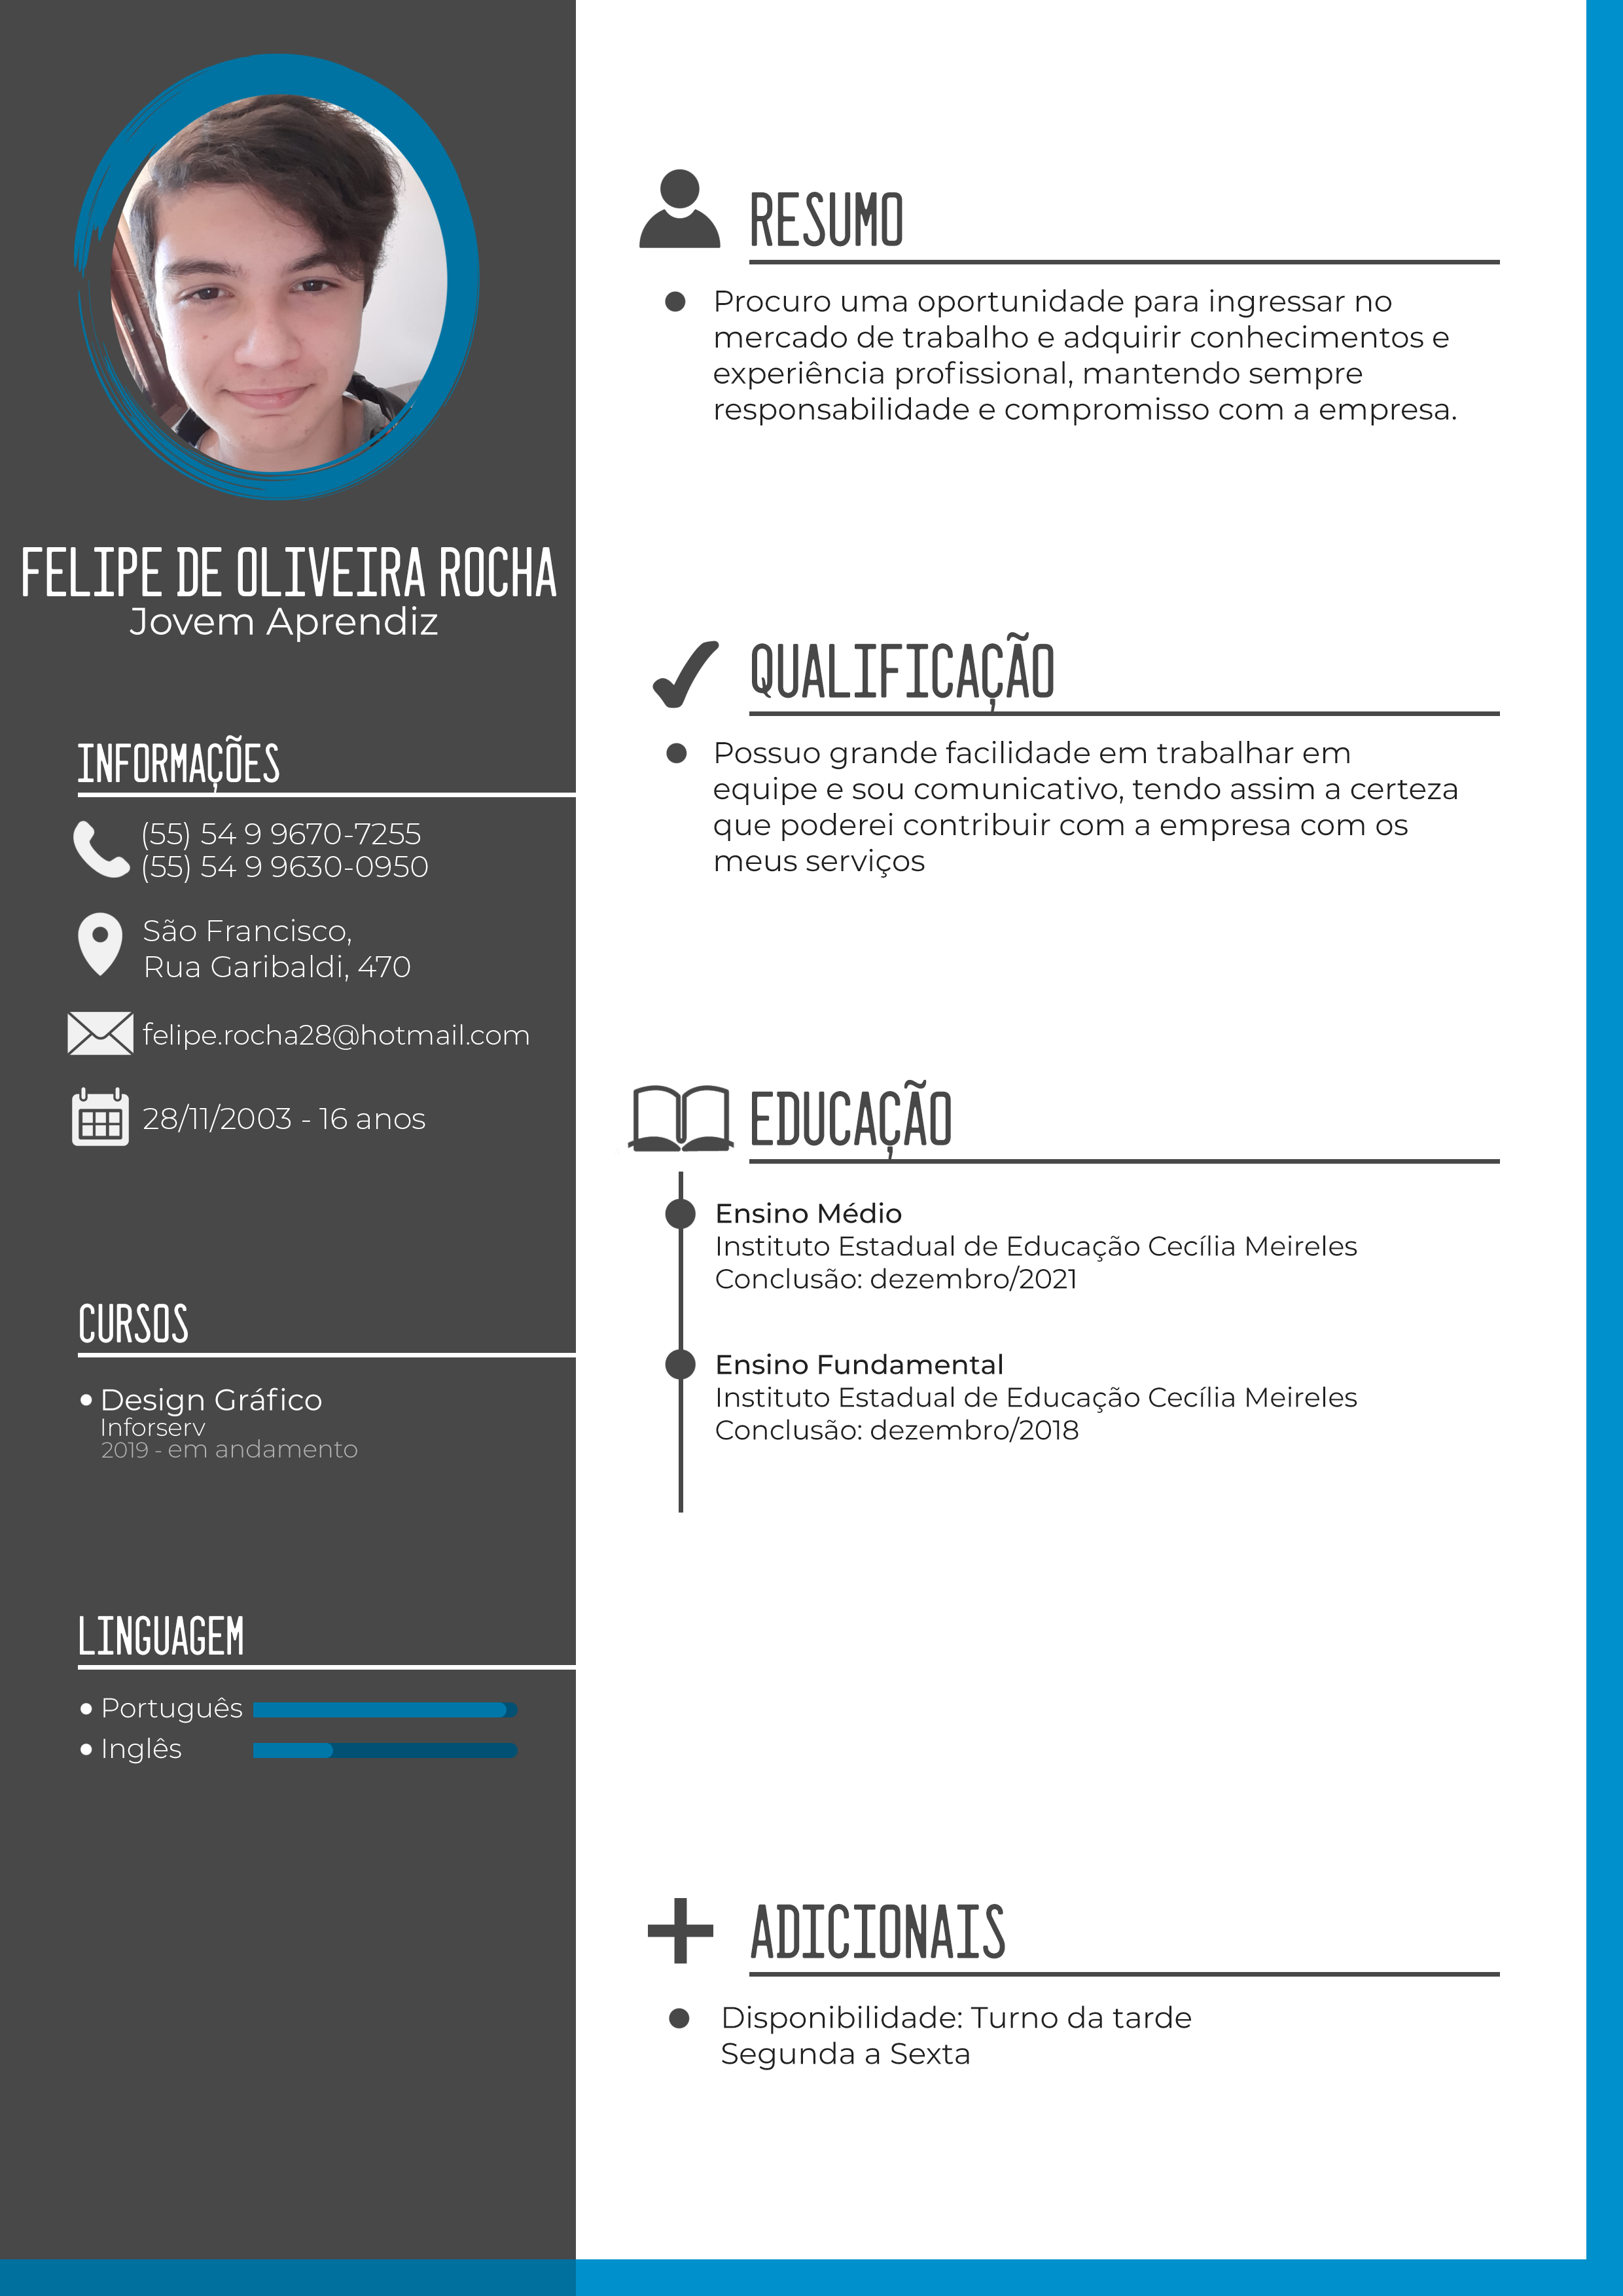 FELIPE DE OLIVEIRA ROCHA
Jovem Aprendiz
INFORMAÇÕES
(55) 54 9 9670-7255
(55) 54 9 9630-0950
São Francisco,
Rua Garibaldi, 470
felipe.rocha28@hotmail.com
28/11/2003 - 16 anos
CURSOS
Design Gráfico
Inforserv
2019 - em andamento
LINGUAGEM
Português
Inglês
RESUMO
Procuro uma oportunidade para ingressar no
mercado de trabalho e adquirir conhecimentos e
experiência profissional, mantendo sempre
responsabilidade e compromisso com a empresa.
QUALIFICAÇÃO
Possuo grande facilidade em trabalhar em
equipe e sou comunicativo, tendo assim a certeza
que poderei contribuir com a empresa com os
meus serviços
EDUCAÇÃO
Ensino Médio
Instituto Estadual de Educação Cecília Meireles
Conclusão: dezembro/2021
Ensino Fundamental
Instituto Estadual de Educação Cecília Meireles
Conclusão: dezembro/2018
ADICIONAIS
Disponibilidade: Turno da tarde
Segunda a Sexta